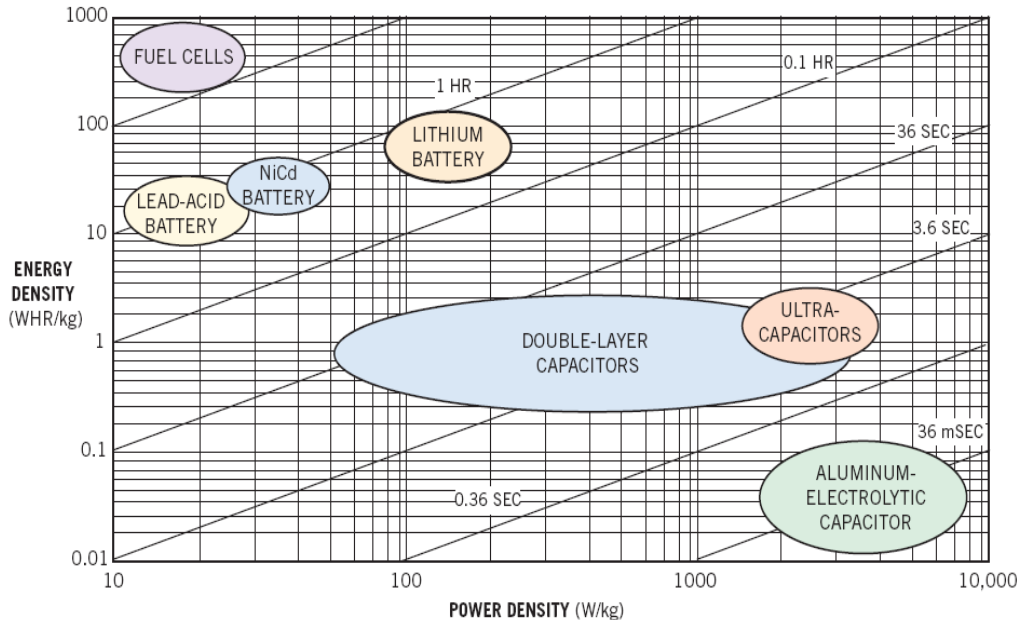 1000
FUEL CELLS
0.1 HR
1 HR
100
LITHIUM
BATTERY
36 SEC
NiCd
BATTERY
LEAD-ACID
BATTERY
10
3.6 SEC
ENERGY
DENSITY
(WHR/kg)
ULTRA-
CAPACITORS
1
DOUBLE-LAYER
CAPACITORS
0.1
36 mSEC
ALUMINUM-
ELECTROLYTIC
CAPACITOR
0.36 SEC
0.01
10
100
1000
10,000
POWER DENSITY (W/kg)